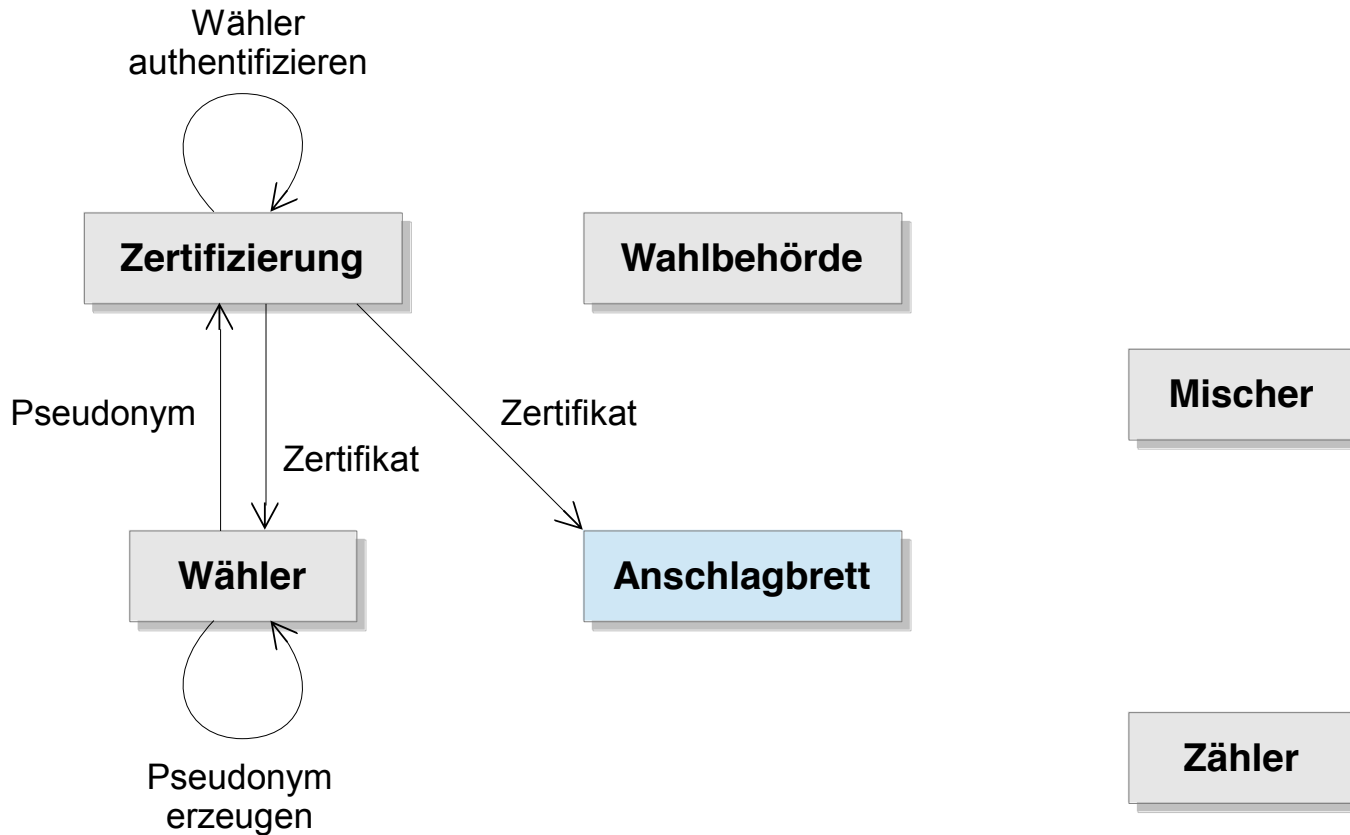 Wähler
authentifizieren
Zertifizierung
Wahlbehörde
Mischer
Pseudonym
Zertifikat
Zertifikat
Wähler
Anschlagbrett
Zähler
Pseudonym
erzeugen